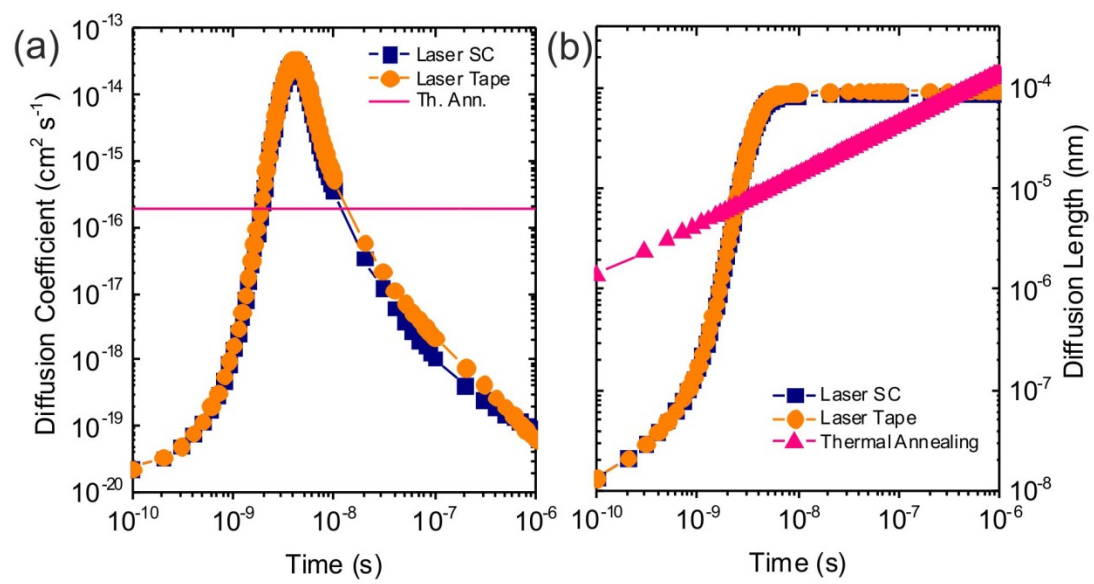 (a)
Diffusion Coefficient (cm² s⁻¹)
10⁻¹³
10⁻¹⁴
10⁻¹⁵
10⁻¹⁶
10⁻¹⁷
10⁻¹⁸
10⁻¹⁹
10⁻²⁰
Laser SC
Laser Tape
Th. Ann.
10⁻¹⁰ 10⁻⁹ 10⁻⁸ 10⁻⁷ 10⁻⁶
Time (s)
(b)
Laser SC
Laser Tape
Thermal Annealing
10⁻⁴
10⁻⁵
10⁻⁶
10⁻⁷
10⁻⁸
Diffusion Length (nm)
10⁻¹⁰ 10⁻⁹ 10⁻⁸ 10⁻⁷ 10⁻⁶
Time (s)